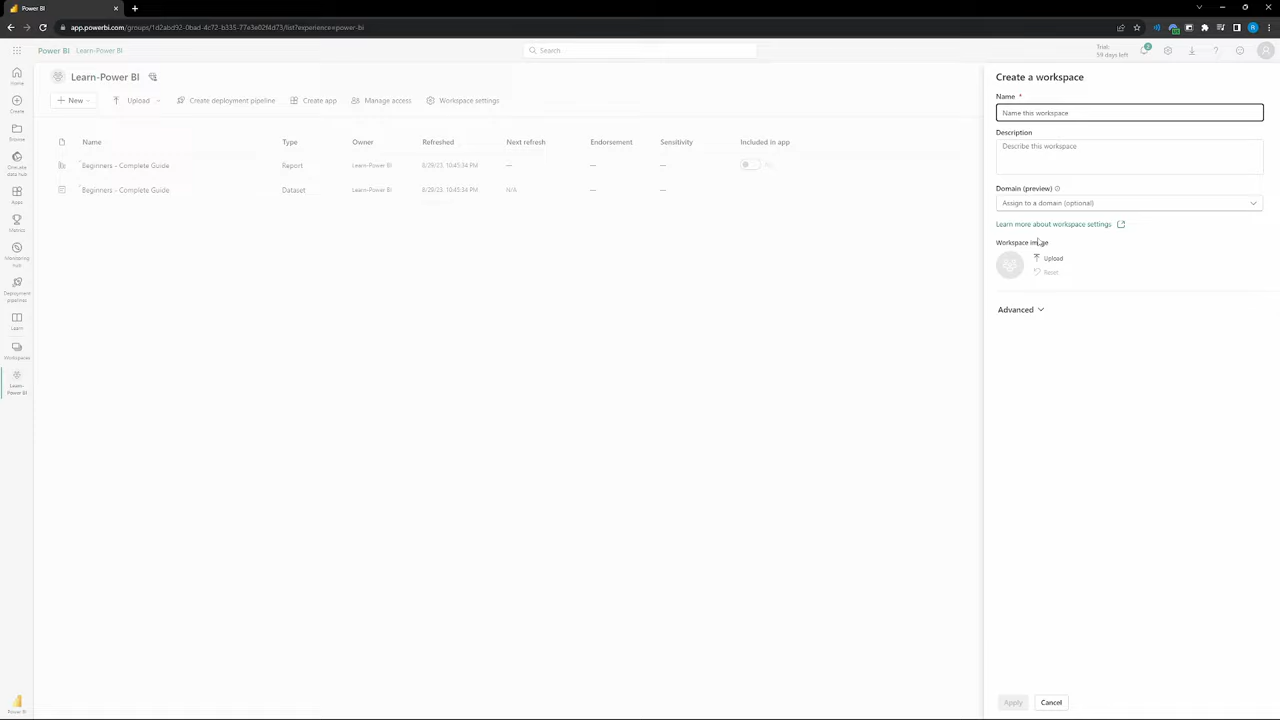 Power BI
app.powerbi.com/groups/1d2a1sd92-0bad-4c72-b335-77e3e02f4d73/list?experience=power-bi
Power BI Learn-Power BI
Search
Trial:
59 days left
2
Home
Create
Browse
OneLake
data hub
Apps
Metrics
Monitoring
hub
Deployment
pipelines
Learn
Workspaces
Learn-
Power BI
Power BI
Learn-Power BI
New Upload Create deployment pipeline Create app Manage access Workspace settings
Name Type Owner Refreshed Next refresh Endorsement Sensitivity Included in app
Beginners - Complete Guide Report Learn-Power BI 8/29/23, 10:45:34 PM — — —
Beginners - Complete Guide Dataset Learn-Power BI 8/29/23, 10:45:34 PM N/A — —
Create a workspace
Name *
Name this workspace
Description
Describe this workspace
Domain (preview)
Assign to a domain (optional)
Learn more about workspace settings
Workspace image
Upload
Reset
Advanced
Apply Cancel